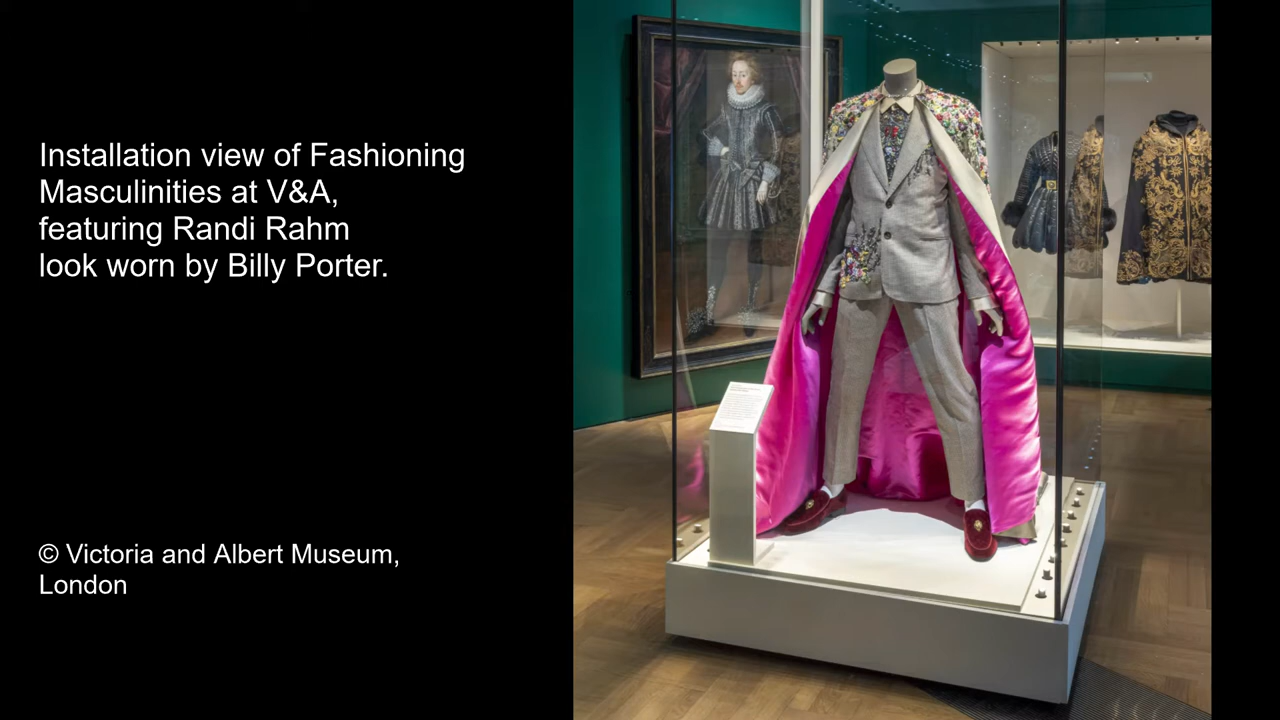 Installation view of Fashioning
Masculinities at V&A,
featuring Randi Rahm
look worn by Billy Porter.
© Victoria and Albert Museum,
London